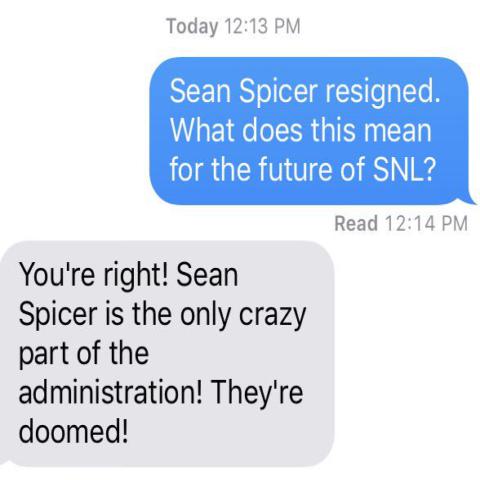 Today 12:13 PM
Sean Spicer resigned.
What does this mean
for the future of SNL?
Read 12:14 PM
You're right! Sean
Spicer is the only crazy
part of the
administration! They're
doomed!